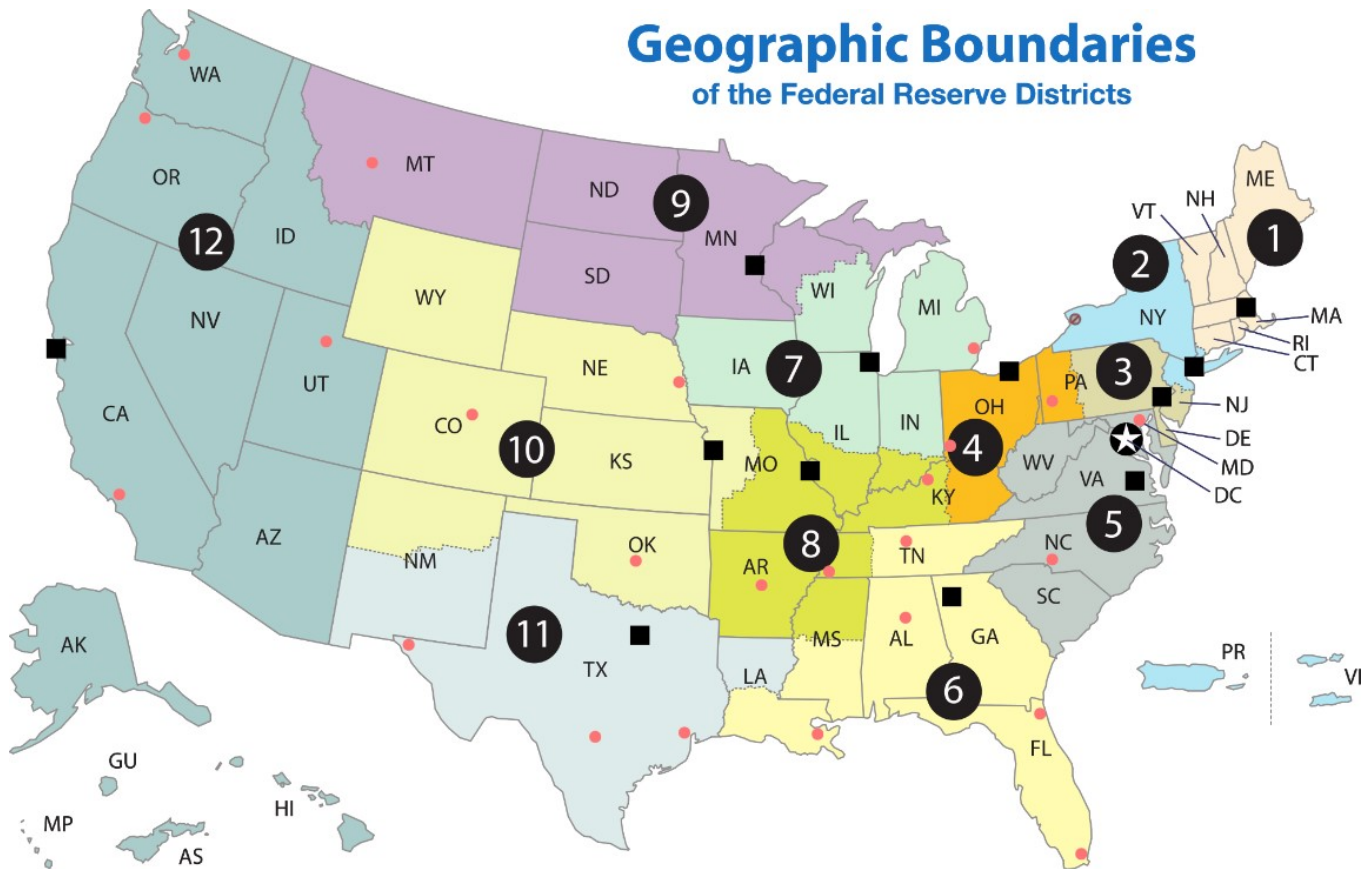 Geographic Boundaries
of the Federal Reserve Districts
WA
MT
ND
9
MN
OR
12
ID
SD
WY
WI
MI
VT
NH
ME
1
2
NY
MA
RI
CT
NV
UT
CA
NE
IA
7
IL
IN
OH
4
PA
3
NJ
DE
MD
DC
CO
10
KS
MO
KY
WV
VA
5
AZ
NM
OK
AR
8
TN
NC
SC
11
TX
LA
MS
AL
GA
6
FL
PR
VI
AK
GU
HI
MP
AS